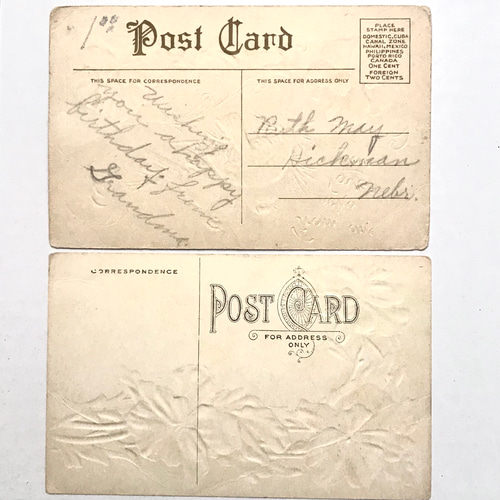 1.00
Post Card
PLACE
STAMP HERE
DOMESTIC, CUBA
CANAL ZONE
HAWAII, MEXICO
PHILIPPINES
PORTO RICO
CANADA
ONE CENT
FOREIGN
TWO CENTS
THIS SPACE FOR CORRESPONDENCE
THIS SPACE FOR ADDRESS ONLY
Wishing
you a happy
birthday from
Grandma.
Ruth May
Hickman
Nebr.
CORRESPONDENCE
POST CARD
FOR ADDRESS
ONLY